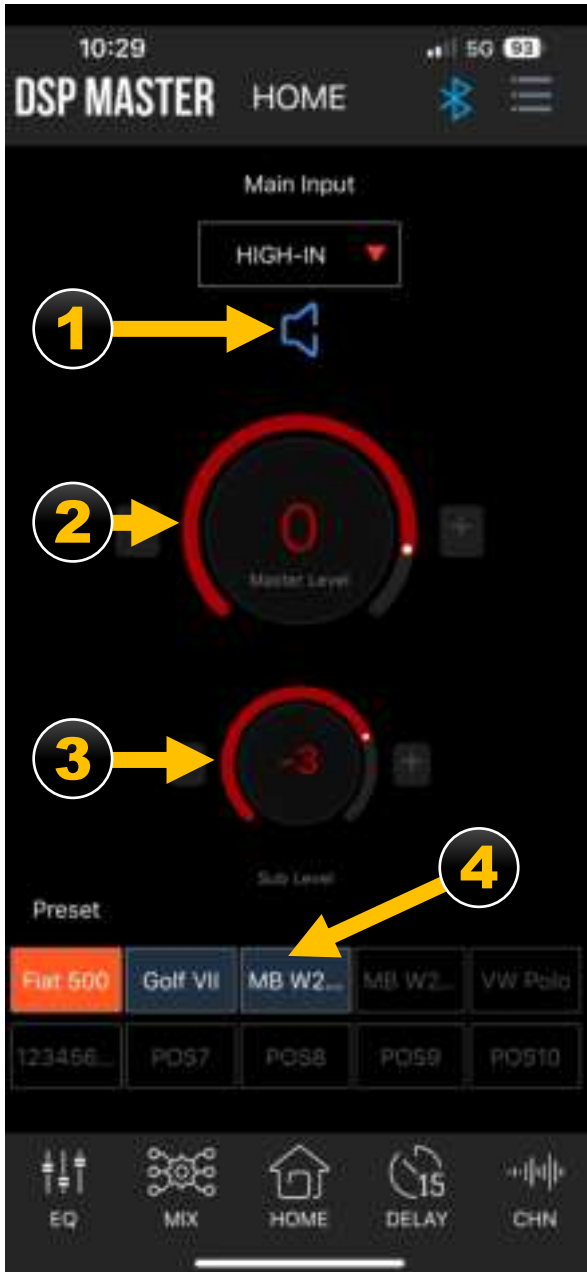 10:29 5G 93
DSP MASTER HOME
Main Input
HIGH-IN
1
2
0
+
Master Level
3
-3
+
Sub Level
4
Preset
Fiat 500 Golf VII MB W2... MB W2... VW Polo
123456... POS7 POS8 POS9 POS10
15
EQ MIX HOME DELAY CHN